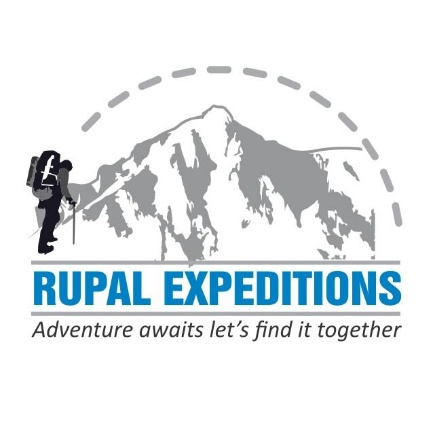 RUPAL EXPEDITIONS
Adventure awaits let's find it together